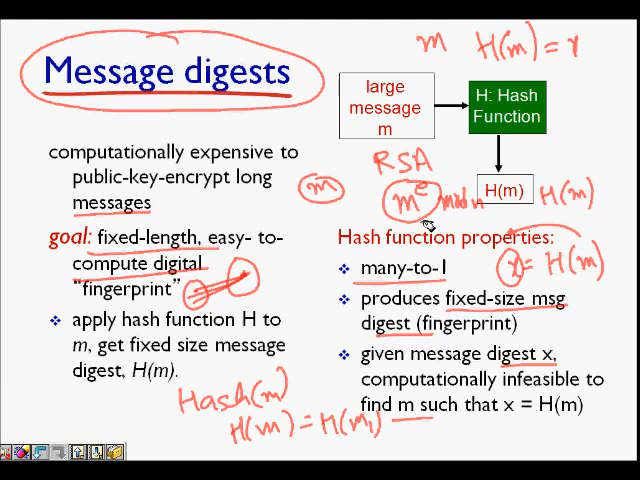 m H(m) = x
Message digests
large
message
m
H: Hash
Function
computationally expensive to
public-key-encrypt long
messages
goal: fixed-length, easy- to-
compute digital
"fingerprint"
❖ apply hash function H to
m, get fixed size message
digest, H(m).
m
RSA
m^e mod n
H(m)
H(m)
Hash function properties:
x = H(m)
❖ many-to-1
❖ produces fixed-size msg
digest (fingerprint)
❖ given message digest x,
computationally infeasible to
find m such that x = H(m)
Hash(m)
H(m) = H(m₁)